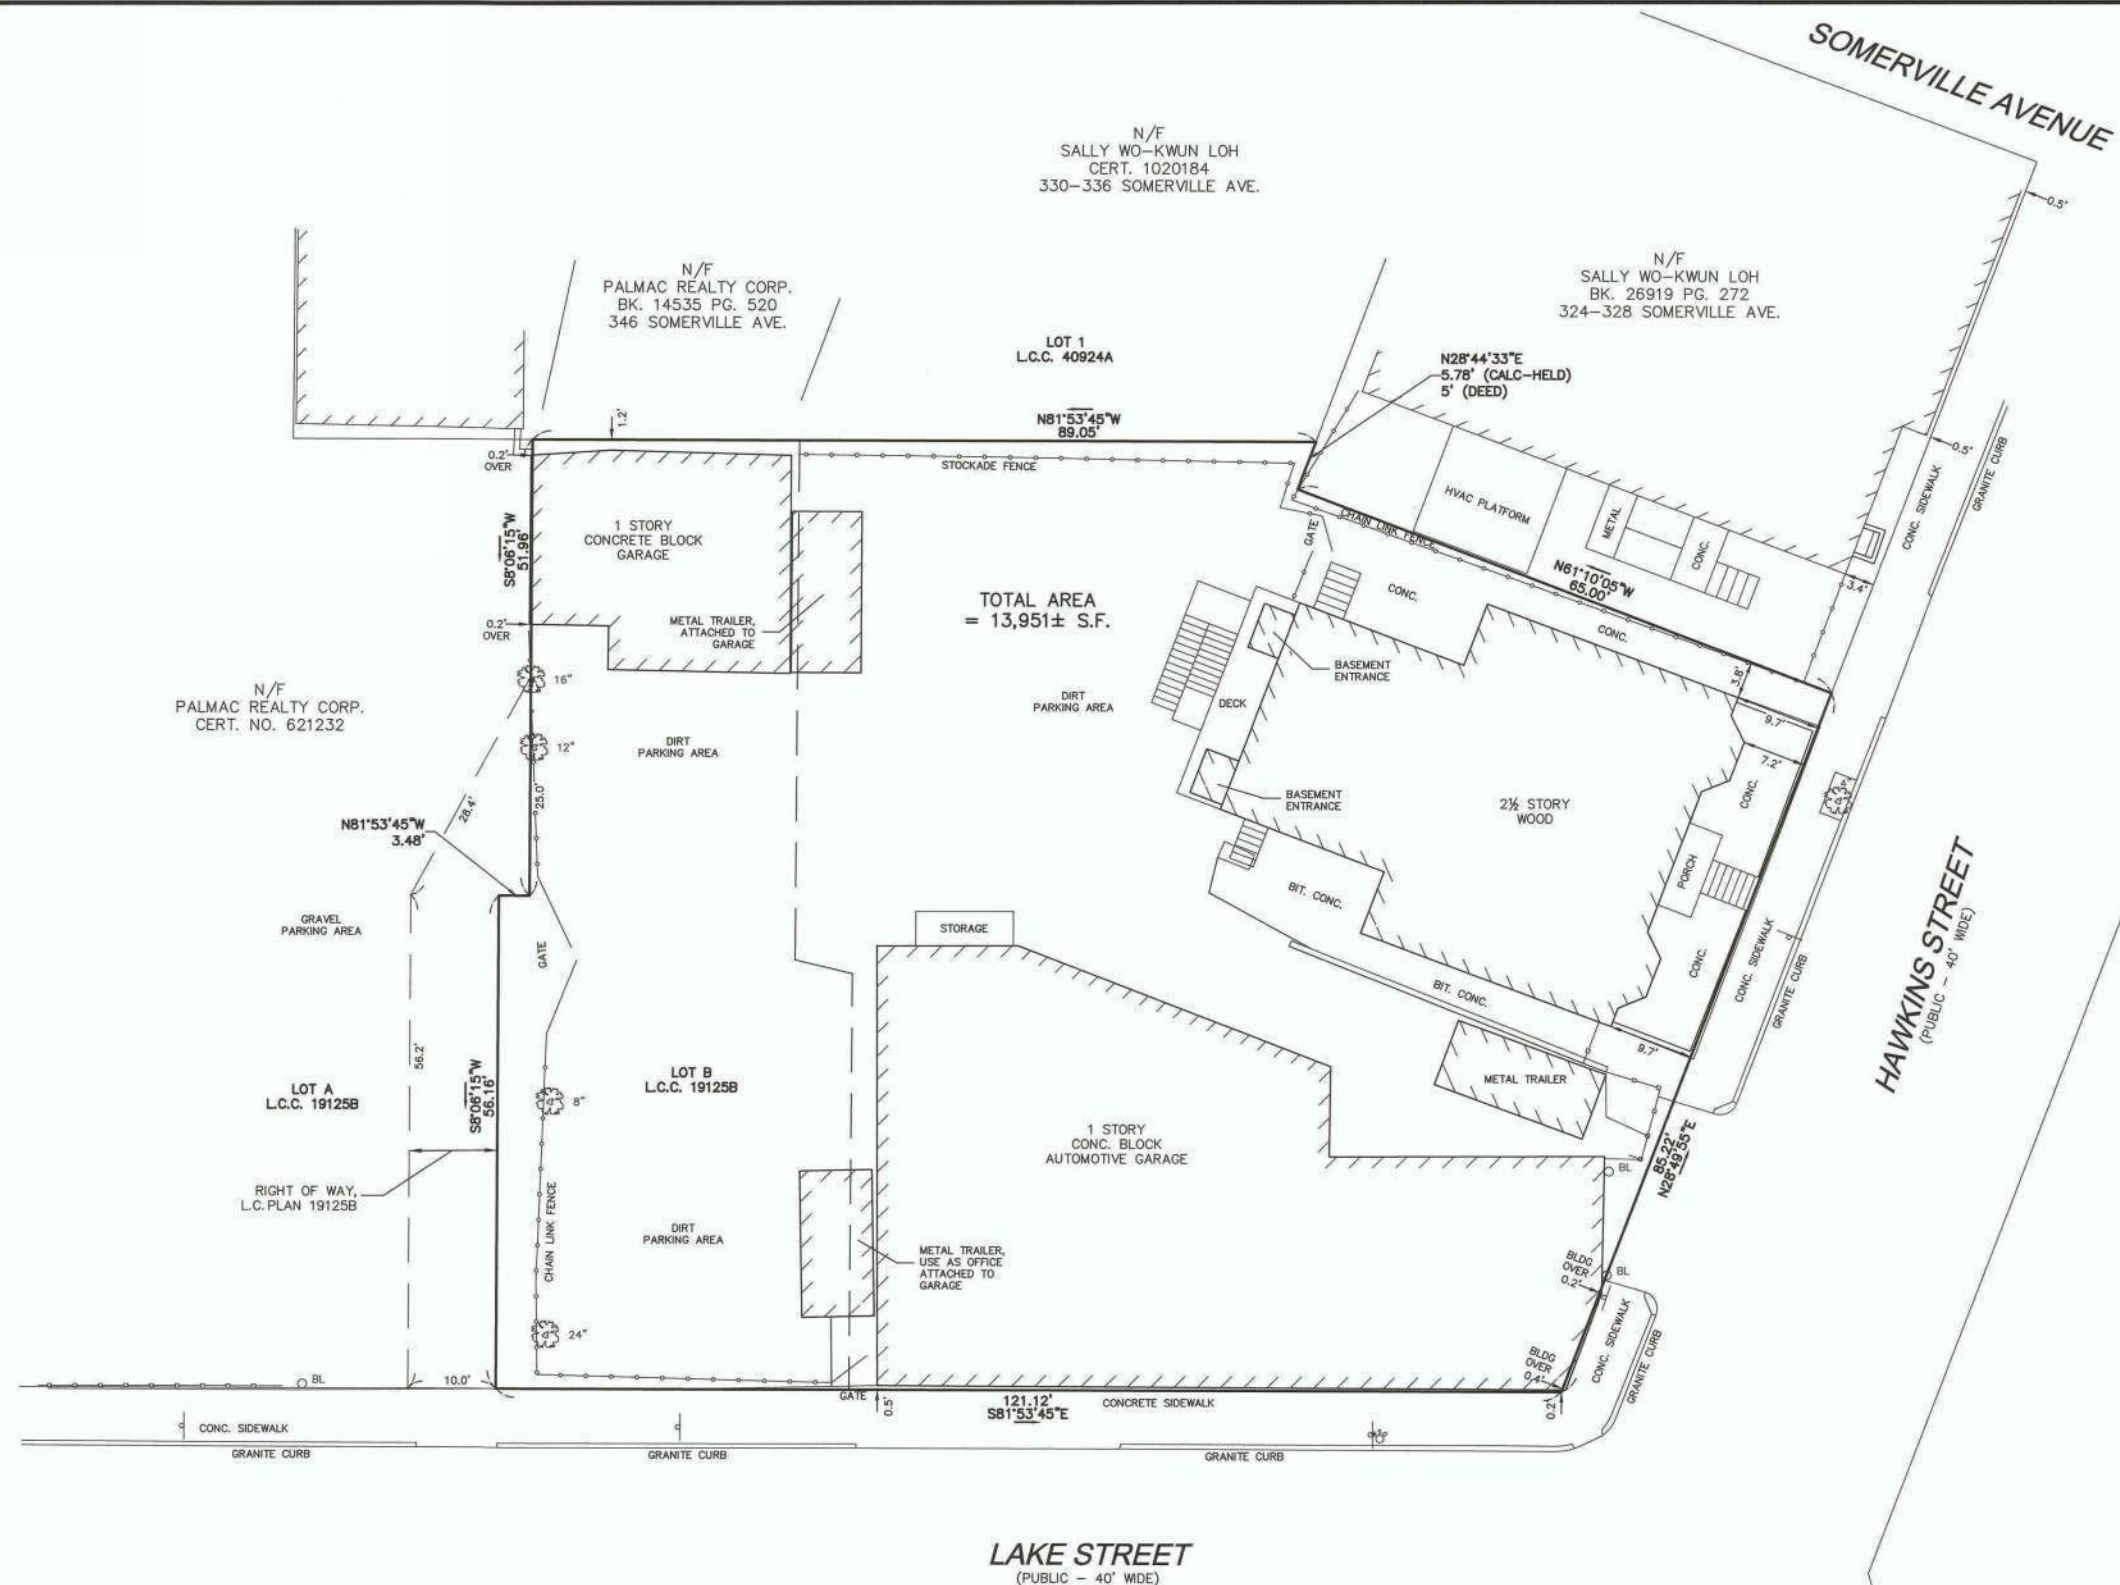 SOMERVILLE AVENUE
N/F
SALLY WO-KWUN LOH
CERT. 1020184
330-336 SOMERVILLE AVE.
0.5'
N/F
PALMAC REALTY CORP.
BK. 14535 PG. 520
346 SOMERVILLE AVE.
N/F
SALLY WO-KWUN LOH
BK. 26919 PG. 272
324-328 SOMERVILLE AVE.
LOT 1
L.C.C. 40924A
N28°44'33"E
5.78' (CALC-HELD)
5' (DEED)
1.2'
N81°53'45"W
89.05'
0.2'
OVER
STOCKADE FENCE
0.5'
CONC. SIDEWALK
GRANITE CURB
HVAC PLATFORM
METAL
CONC.
CHAIN LINK FENCE
GATE
S8°06'15"W
51.96'
1 STORY
CONCRETE BLOCK
GARAGE
N61°10'05"W
65.00'
3.4'
CONC.
CONC.
TOTAL AREA
= 13,951± S.F.
0.2'
OVER
METAL TRAILER,
ATTACHED TO
GARAGE
BASEMENT
ENTRANCE
3.8'
16"
N/F
PALMAC REALTY CORP.
CERT. NO. 621232
DIRT
PARKING AREA
DECK
9.7'
12"
DIRT
PARKING AREA
7.2'
28.4'
25.0'
BASEMENT
ENTRANCE
2½ STORY
WOOD
CONC.
4"
N81°53'45"W
3.48'
PORCH
BIT. CONC.
HAWKINS STREET
(PUBLIC - 40' WIDE)
GRAVEL
PARKING AREA
STORAGE
GATE
CONC.
CONC. SIDEWALK
GRANITE CURB
BIT. CONC.
56.2'
9.7'
LOT A
L.C.C. 19125B
S8°06'15"W
56.16'
LOT B
L.C.C. 19125B
METAL TRAILER
8"
1 STORY
CONC. BLOCK
AUTOMOTIVE GARAGE
85.22'
N28°49'55"E
BL
RIGHT OF WAY,
L.C.PLAN 19125B
CHAIN LINK FENCE
DIRT
PARKING AREA
METAL TRAILER,
USE AS OFFICE
ATTACHED TO
GARAGE
BLDG
OVER
0.2'
BL
24"
BLDG
OVER
0.4'
CONC. SIDEWALK
GRANITE CURB
BL
10.0'
GATE
0.5'
121.12'
S81°53'45"E
CONCRETE SIDEWALK
0.2'
CONC. SIDEWALK
GRANITE CURB
GRANITE CURB
GRANITE CURB
LAKE STREET
(PUBLIC - 40' WIDE)